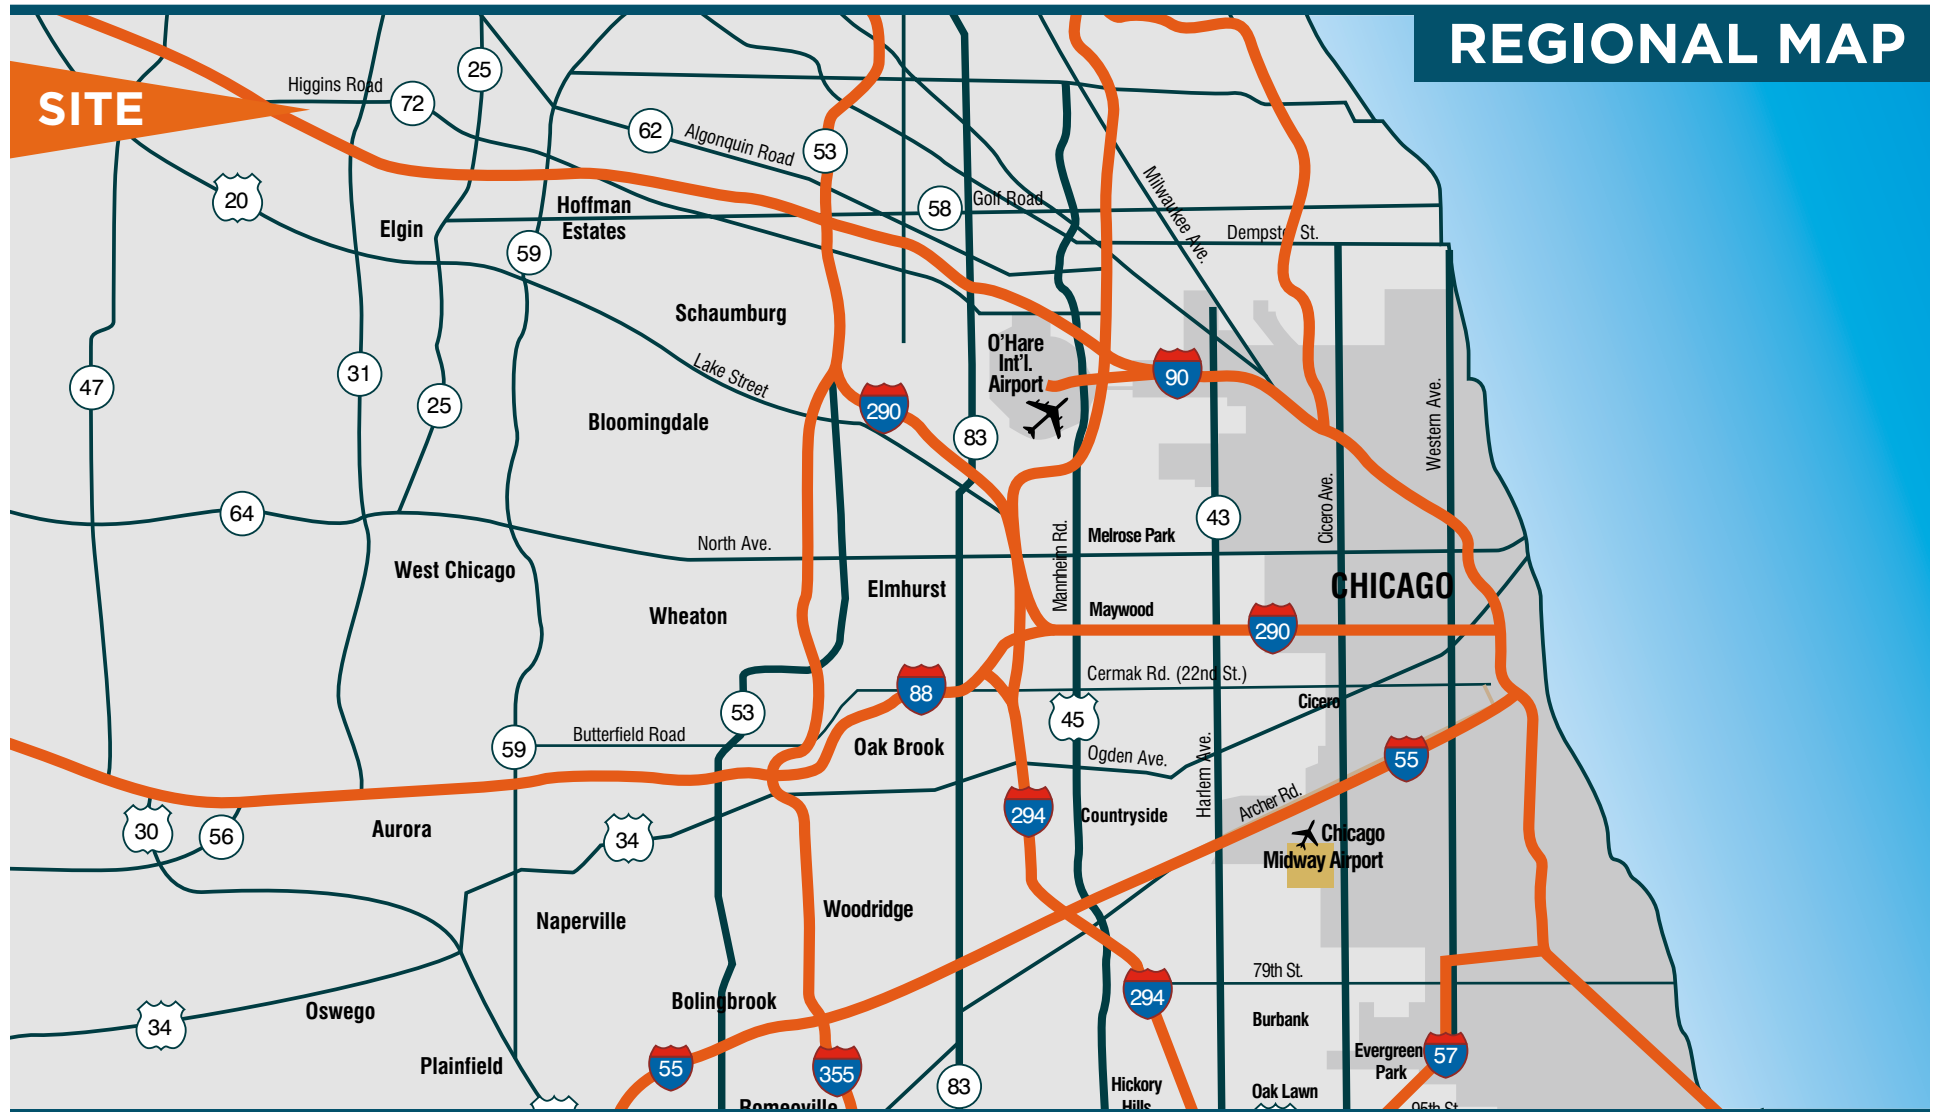 REGIONAL MAP
25
Higgins Road
72
SITE
62
Algonquin Road
53
20
Milwaukee Ave.
Golf Road
58
Hoffman
Estates
Elgin
Dempster St.
59
Schaumburg
O'Hare
Int'l.
Airport
Lake Street
47
31
90
25
290
Western Ave.
Bloomingdale
83
64
43
Cicero Ave.
North Ave.
Mannheim Rd.
Melrose Park
West Chicago
CHICAGO
Elmhurst
Wheaton
Maywood
290
Cermak Rd. (22nd St.)
88
Cicero
53
45
Butterfield Road
59
Oak Brook
Ogden Ave.
55
Harlem Ave.
Archer Rd.
294
Countryside
30
56
Aurora
34
Chicago
Midway Airport
Naperville
Woodridge
79th St.
294
Bolingbrook
Oswego
34
Burbank
Evergreen
Park
57
Plainfield
55
355
83
Hickory
Hills
Oak Lawn
Romeoville
95th St.